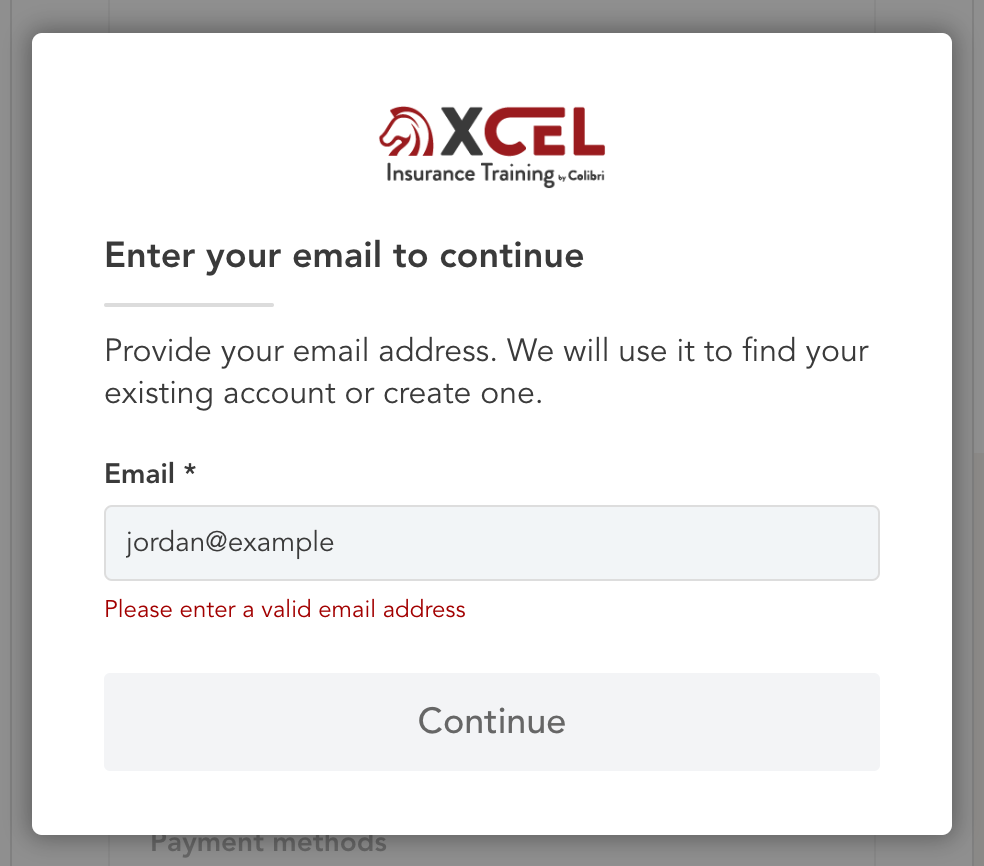 XCEL
Insurance Training by Colibri
Enter your email to continue
Provide your email address. We will use it to find your
existing account or create one.
Email *
jordan@example
Please enter a valid email address
Continue
Payment methods